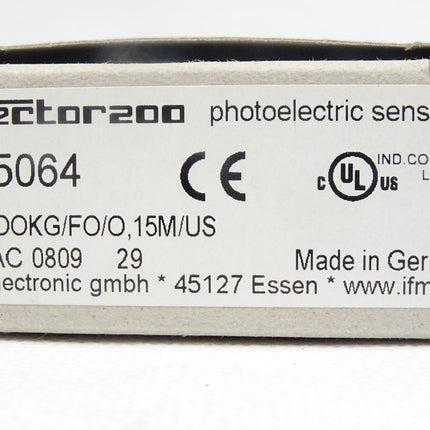 ector200 photoelectric sens
5064 CE c UL US IND.CO
L
OOKG/FO/O,15M/US
AC 0809 29 Made in Ger
ectronic gmbh * 45127 Essen * www.ifm